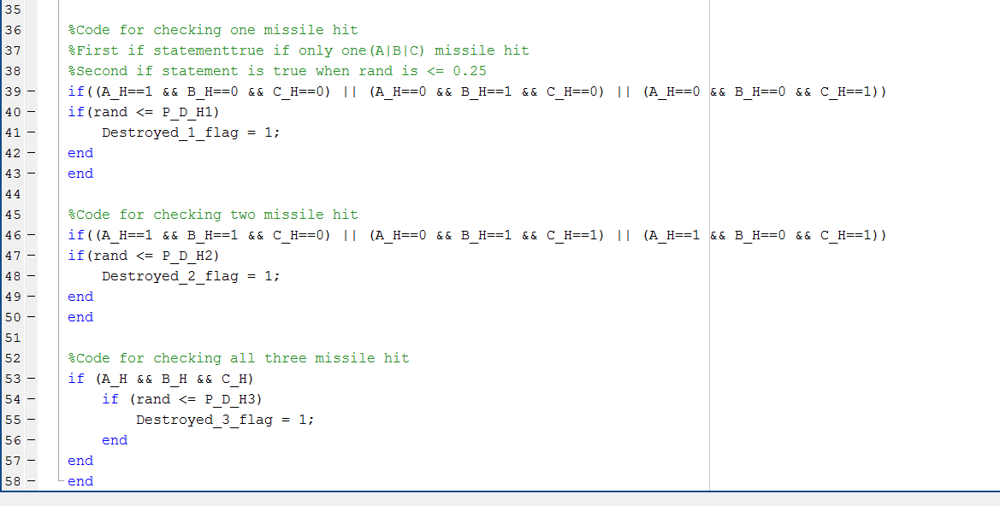 35
36 %Code for checking one missile hit
37 %First if statementtrue if only one(A|B|C) missile hit
38 %Second if statement is true when rand is <= 0.25
39 – if((A_H==1 && B_H==0 && C_H==0) || (A_H==0 && B_H==1 && C_H==0) || (A_H==0 && B_H==0 && C_H==1))
40 – if(rand <= P_D_H1)
41 – Destroyed_1_flag = 1;
42 – end
43 – end
44
45 %Code for checking two missile hit
46 – if((A_H==1 && B_H==1 && C_H==0) || (A_H==0 && B_H==1 && C_H==1) || (A_H==1 && B_H==0 && C_H==1))
47 – if(rand <= P_D_H2)
48 – Destroyed_2_flag = 1;
49 – end
50 – end
51
52 %Code for checking all three missile hit
53 – if (A_H && B_H && C_H)
54 – if (rand <= P_D_H3)
55 – Destroyed_3_flag = 1;
56 – end
57 – end
58 – end